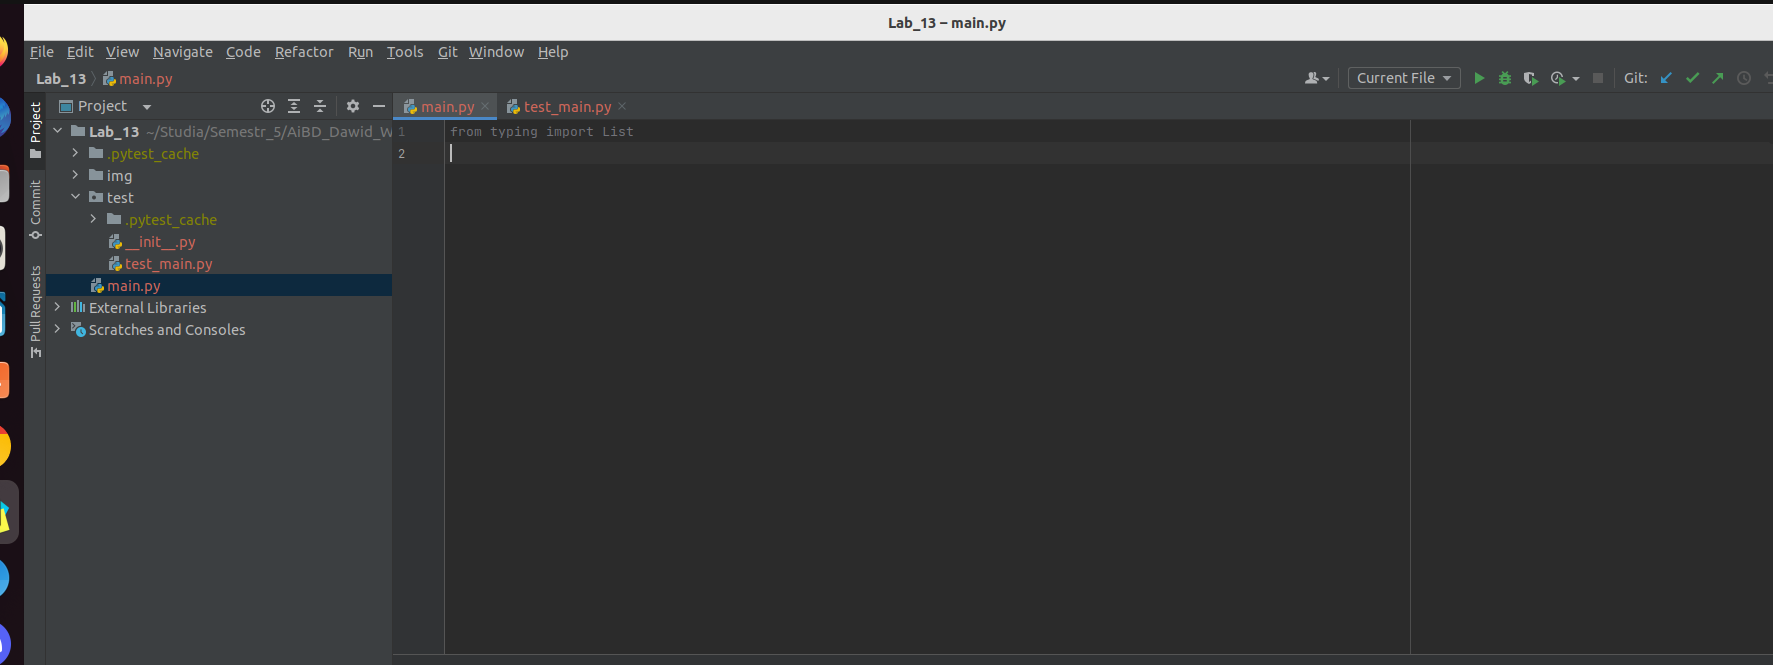 Lab_13 – main.py
File Edit View Navigate Code Refactor Run Tools Git Window Help
Lab_13 main.py Current File Git:
Project main.py test_main.py
Project
Commit
Pull Requests
Lab_13 ~/Studia/Semestr_5/AiBD_Dawid_W
.pytest_cache
img
test
.pytest_cache
__init__.py
test_main.py
main.py
External Libraries
Scratches and Consoles
1 from typing import List
2